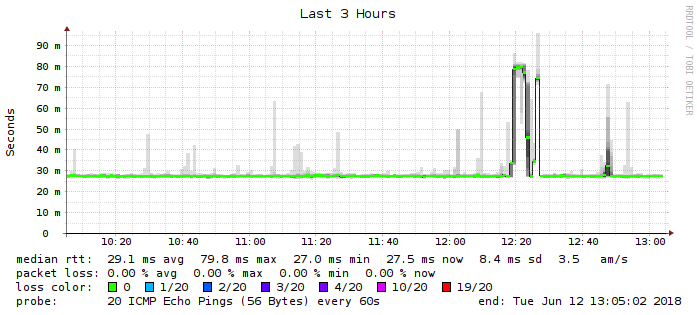 Last 3 Hours
RRDTOOL / TOBI OETIKER
Seconds
90 m
80 m
70 m
60 m
50 m
40 m
30 m
20 m
10 m
0
10:20 10:40 11:00 11:20 11:40 12:00 12:20 12:40 13:00
median rtt: 29.1 ms avg 79.8 ms max 27.0 ms min 27.5 ms now 8.4 ms sd 3.5 am/s
packet loss: 0.00 % avg 0.00 % max 0.00 % min 0.00 % now
loss color: 0 1/20 2/20 3/20 4/20 10/20 19/20
probe: 20 ICMP Echo Pings (56 Bytes) every 60s end: Tue Jun 12 13:05:02 2018